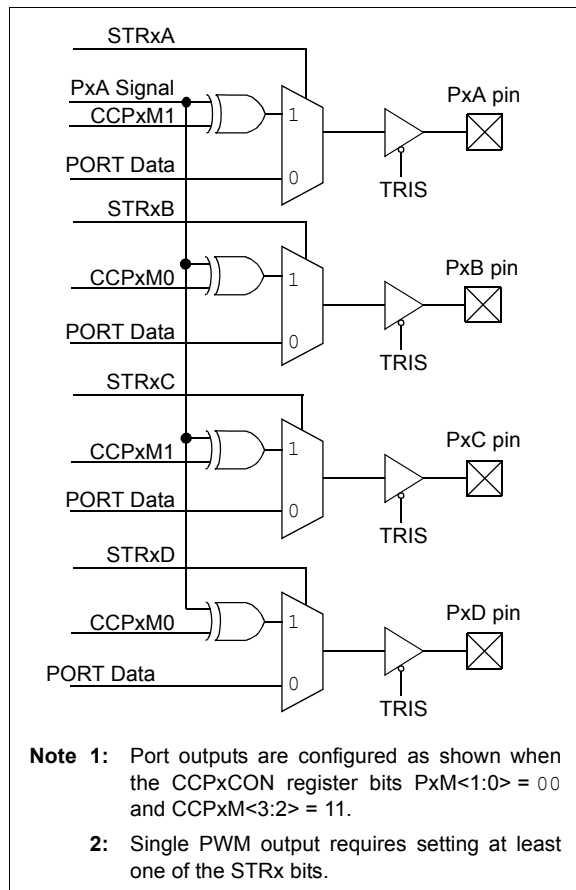 STRxA
PxA Signal
PxA pin
CCPxM1
1
PORT Data
0
TRIS
STRxB
PxB pin
CCPxM0
1
PORT Data
0
TRIS
STRxC
PxC pin
CCPxM1
1
PORT Data
0
TRIS
STRxD
PxD pin
CCPxM0
1
PORT Data
0
TRIS
Note 1: Port outputs are configured as shown when
the CCPxCON register bits PxM<1:0> = 00
and CCPxM<3:2> = 11.
2: Single PWM output requires setting at least
one of the STRx bits.